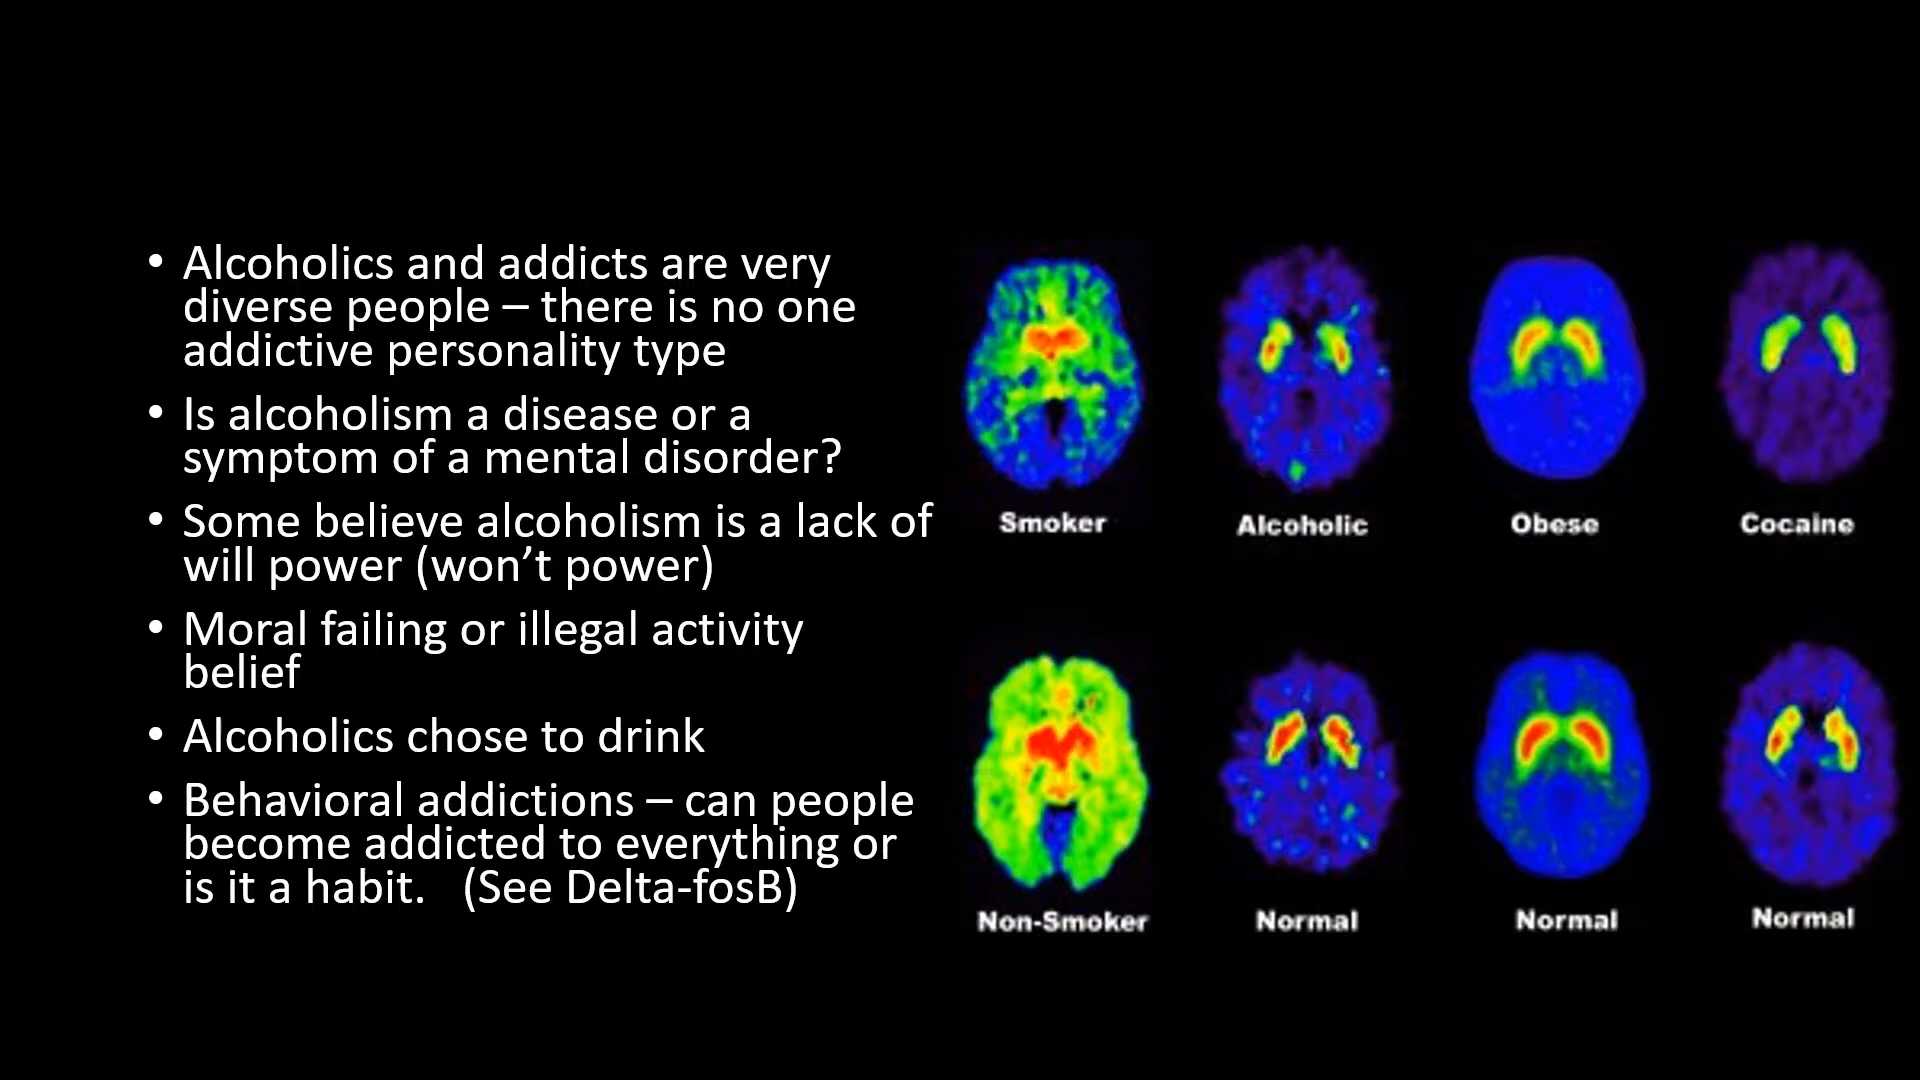 • Alcoholics and addicts are very
diverse people – there is no one
addictive personality type
• Is alcoholism a disease or a
symptom of a mental disorder?
• Some believe alcoholism is a lack of
will power (won’t power)
• Moral failing or illegal activity
belief
• Alcoholics chose to drink
• Behavioral addictions – can people
become addicted to everything or
is it a habit.   (See Delta-fosB)
Smoker
Alcoholic
Obese
Cocaine
Non-Smoker
Normal
Normal
Normal